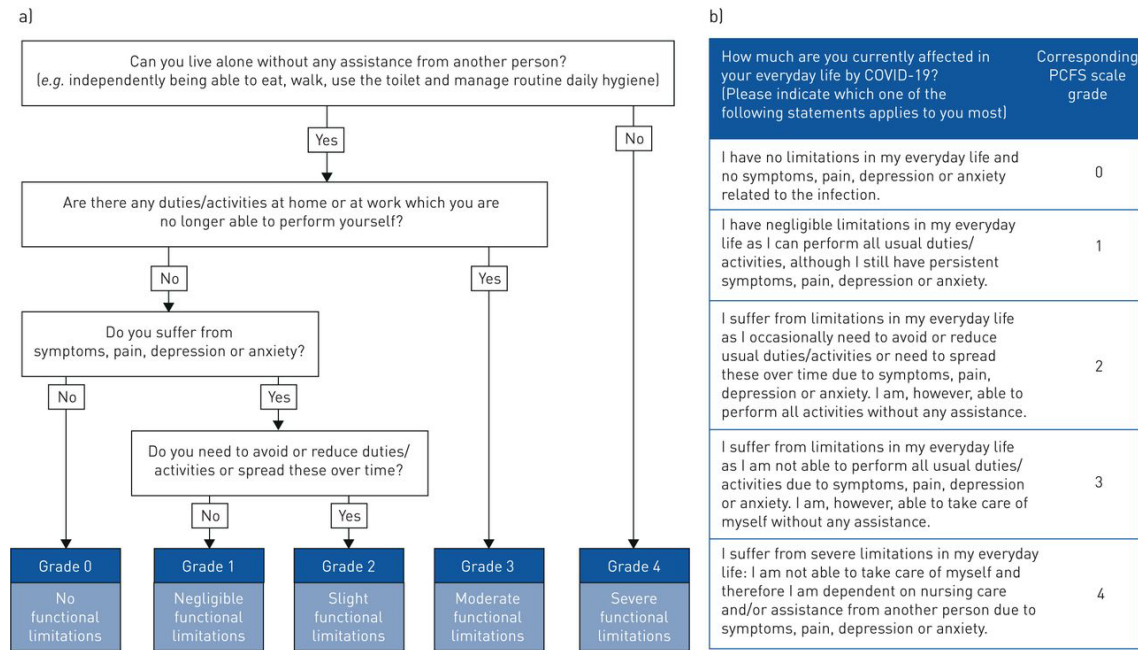 a)
Can you live alone without any assistance from another person?
(e.g. independently being able to eat, walk, use the toilet and manage routine daily hygiene)
Yes
No
Are there any duties/activities at home or at work which you are
no longer able to perform yourself?
No
Yes
Do you suffer from
symptoms, pain, depression or anxiety?
No
Yes
Do you need to avoid or reduce duties/
activities or spread these over time?
No
Yes
Grade 0
No
functional
limitations
Grade 1
Negligible
functional
limitations
Grade 2
Slight
functional
limitations
Grade 3
Moderate
functional
limitations
Grade 4
Severe
functional
limitations
b)
How much are you currently affected in
your everyday life by COVID-19?
(Please indicate which one of the
following statements applies to you most)
Corresponding
PCFS scale
grade
I have no limitations in my everyday life and
no symptoms, pain, depression or anxiety
related to the infection.
0
I have negligible limitations in my everyday
life as I can perform all usual duties/
activities, although I still have persistent
symptoms, pain, depression or anxiety.
1
I suffer from limitations in my everyday life
as I occasionally need to avoid or reduce
usual duties/activities or need to spread
these over time due to symptoms, pain,
depression or anxiety. I am, however, able to
perform all activities without any assistance.
2
I suffer from limitations in my everyday life
as I am not able to perform all usual duties/
activities due to symptoms, pain, depression
or anxiety. I am, however, able to take care of
myself without any assistance.
3
I suffer from severe limitations in my everyday
life: I am not able to take care of myself and
therefore I am dependent on nursing care
and/or assistance from another person due to
symptoms, pain, depression or anxiety.
4